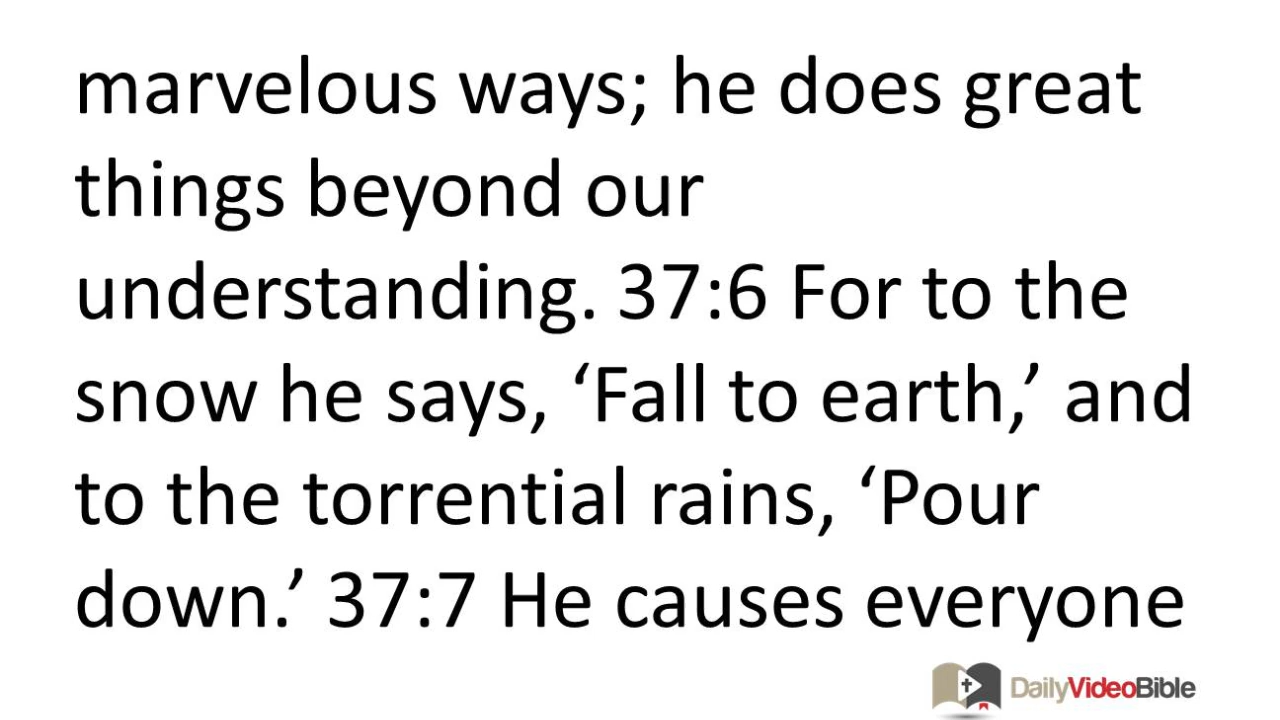 marvelous ways; he does great
things beyond our
understanding. 37:6 For to the
snow he says, ‘Fall to earth,’ and
to the torrential rains, ‘Pour
down.’ 37:7 He causes everyone
DailyVideoBible